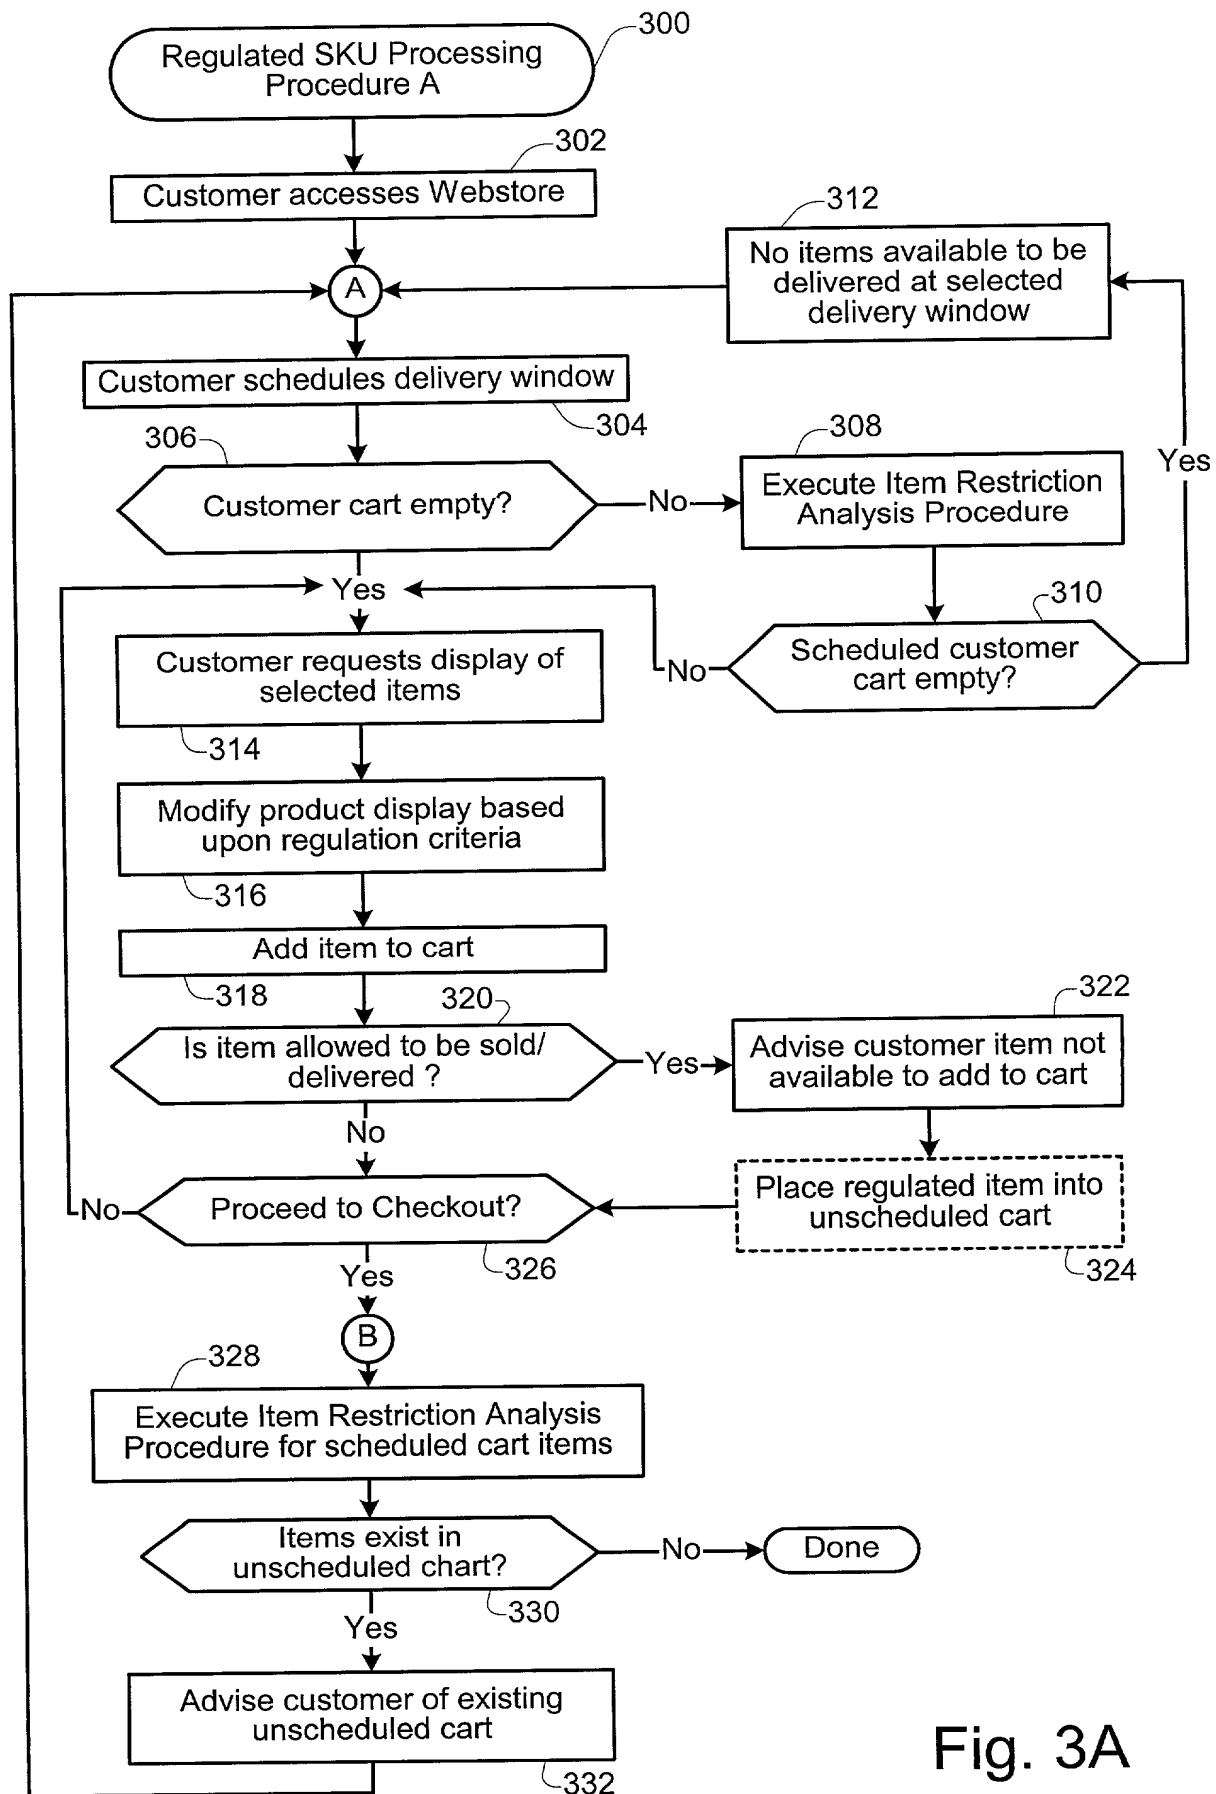 300
Regulated SKU Processing
Procedure A
302
Customer accesses Webstore
312
No items available to be
delivered at selected
delivery window
A
Customer schedules delivery window
304
306
Customer cart empty?
No
308
Execute Item Restriction
Analysis Procedure
Yes
Yes
310
Scheduled customer
cart empty?
No
Customer requests display of
selected items
314
Modify product display based
upon regulation criteria
316
Add item to cart
318
320
Is item allowed to be sold/
delivered ?
Yes
322
Advise customer item not
available to add to cart
No
Place regulated item into
unscheduled cart
324
Proceed to Checkout?
No
326
Yes
B
328
Execute Item Restriction Analysis
Procedure for scheduled cart items
Items exist in
unscheduled chart?
No
Done
330
Yes
Advise customer of existing
unscheduled cart
332
Fig. 3A